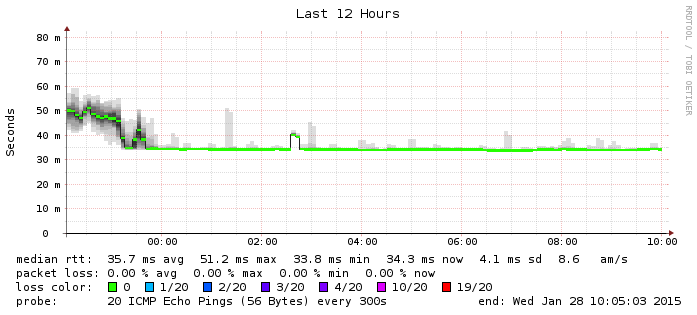 Last 12 Hours
RRDTOOL / TOBI OETIKER
Seconds
80 m
70 m
60 m
50 m
40 m
30 m
20 m
10 m
0
00:00 02:00 04:00 06:00 08:00 10:00
median rtt: 35.7 ms avg 51.2 ms max 33.8 ms min 34.3 ms now 4.1 ms sd 8.6 am/s
packet loss: 0.00 % avg 0.00 % max 0.00 % min 0.00 % now
loss color: 0 1/20 2/20 3/20 4/20 10/20 19/20
probe: 20 ICMP Echo Pings (56 Bytes) every 300s end: Wed Jan 28 10:05:03 2015